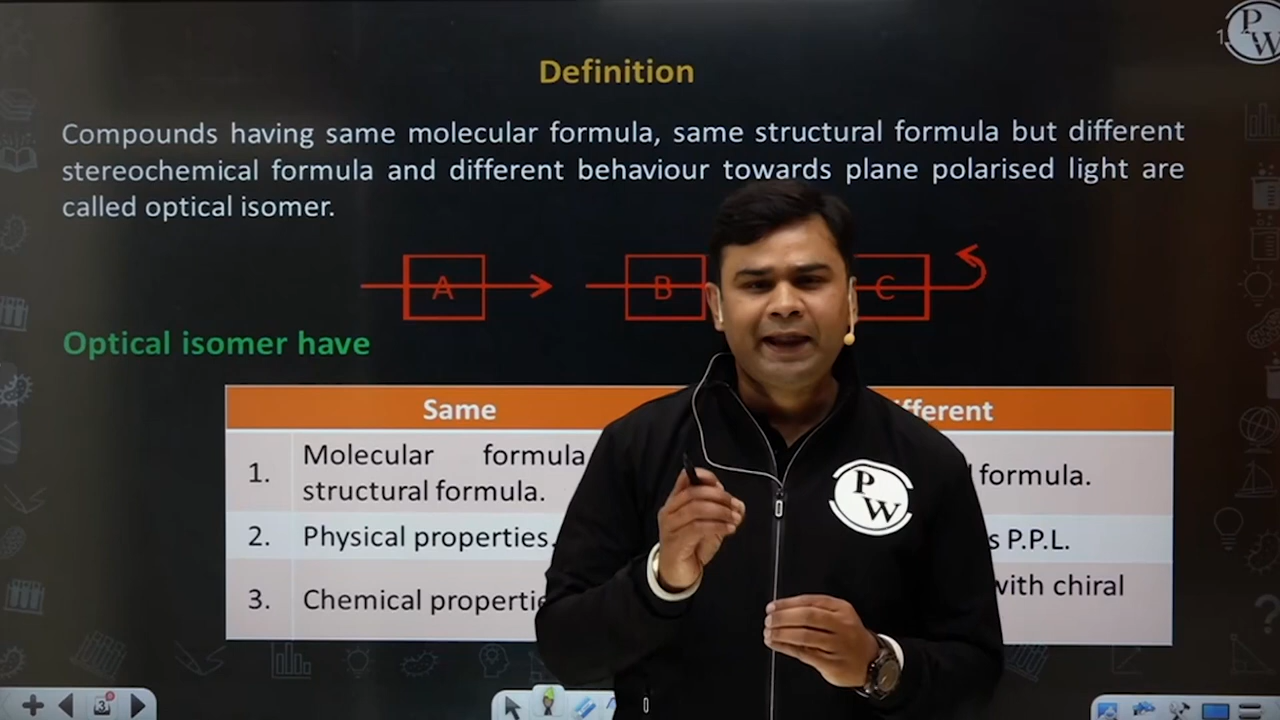 Definition
Compounds having same molecular formula, same structural formula but different
stereochemical formula and different behaviour towards plane polarised light are
called optical isomer.
A B C
Optical isomer have
Same
1. Molecular formula formula.
structural formula.
2. Physical properties. P.P.L.
3. Chemical with chiral
P
W
P
W